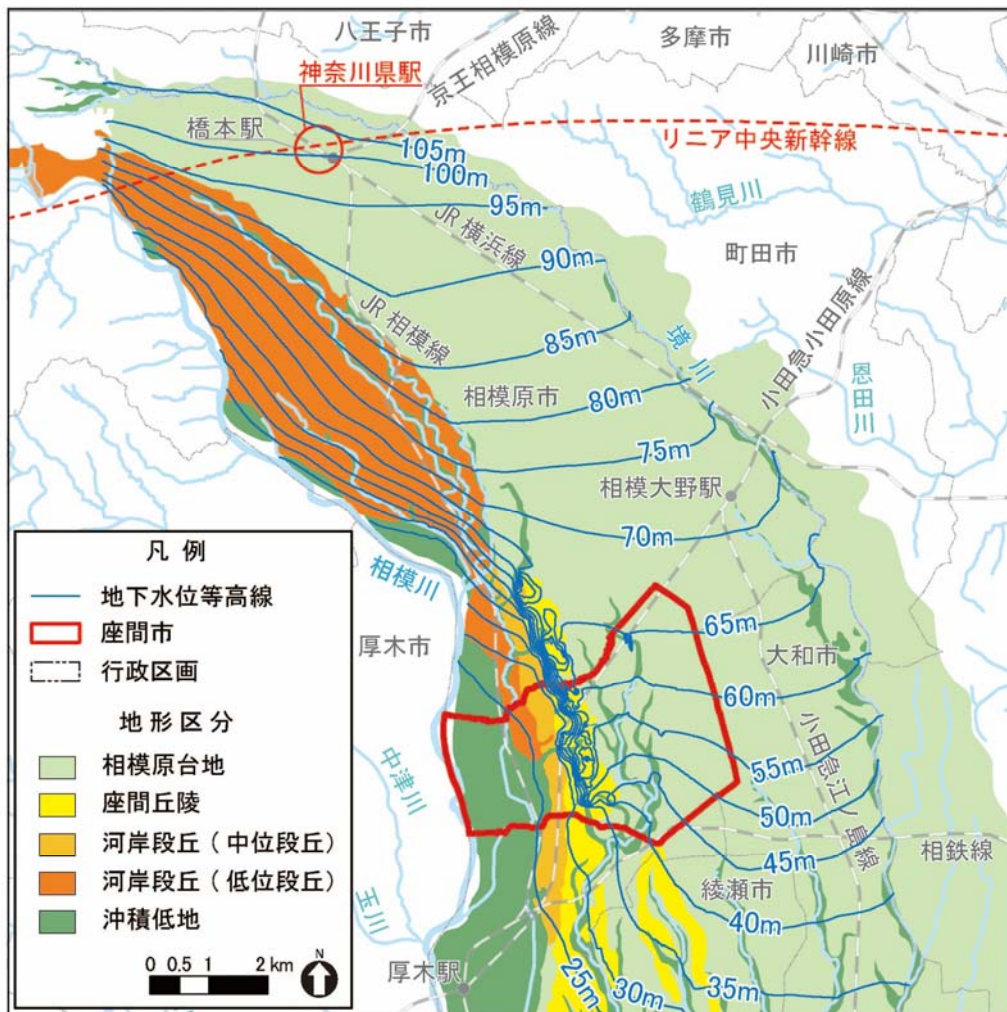 八王子市
多摩市
川崎市
京王相模原線
神奈川県駅
橋本駅
リニア中央新幹線
105m
100m
95m
鶴見川
JR 横浜線
町田市
90m
JR 相模線
85m
境川
小田急小田原線
恩田川
相模原市
80m
75m
相模大野駅
70m
凡 例
地下水位等高線
座間市
行政区画
地形区分
相模原台地
座間丘陵
河岸段丘（中位段丘）
河岸段丘（低位段丘）
沖積低地
0 0.5 1 2 km
N
相模川
厚木市
65m
大和市
60m
小田急江ノ島線
中津川
55m
50m
45m
相鉄線
綾瀬市
40m
玉川
厚木駅
25m
30m
35m